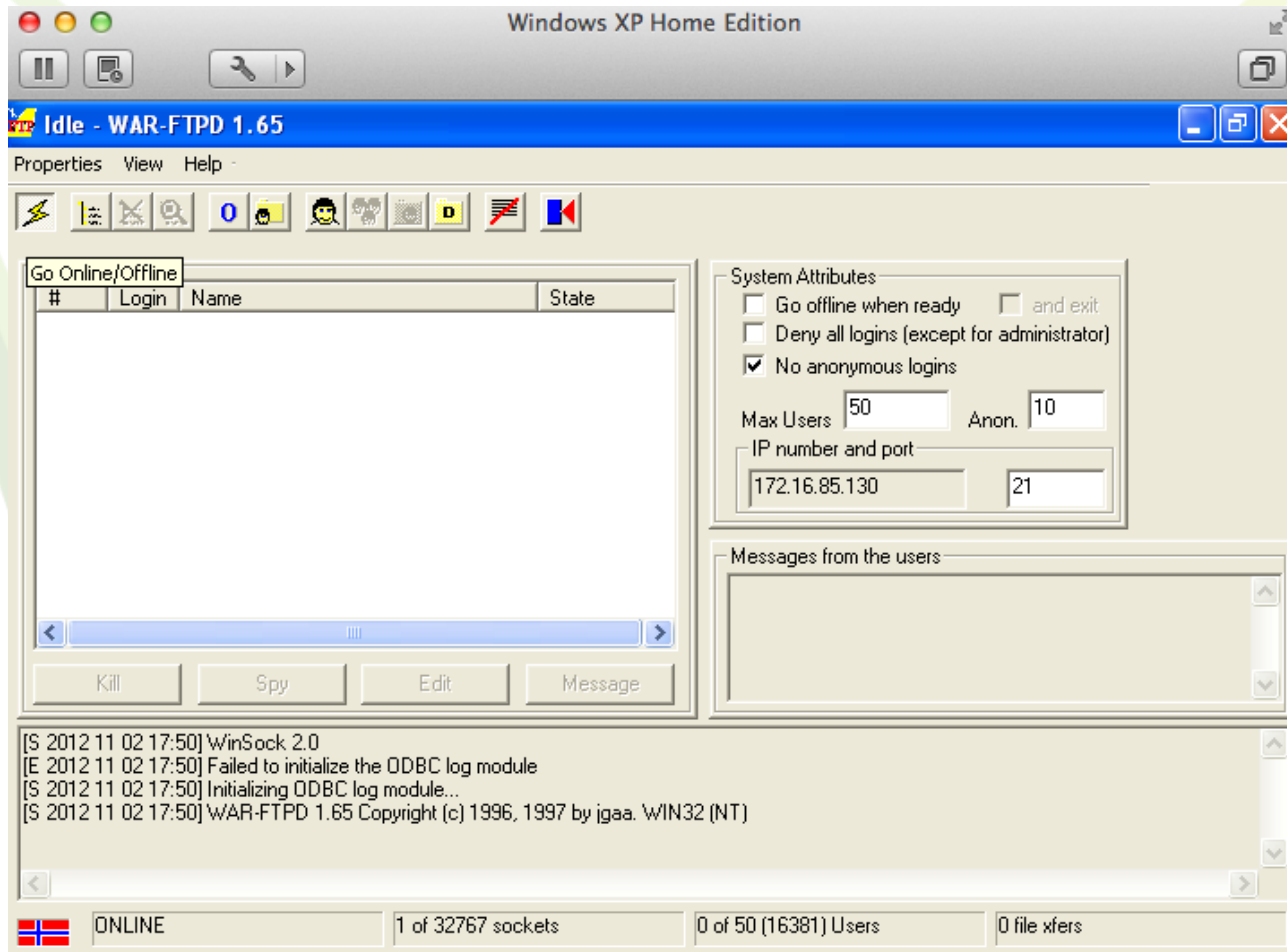 Windows XP Home Edition
Idle - WAR-FTPD 1.65
Properties View Help
Go Online/Offline
# Login Name State
Kill Spy Edit Message
System Attributes
Go offline when ready and exit
Deny all logins (except for administrator)
No anonymous logins
Max Users 50 Anon. 10
IP number and port
172.16.85.130 21
Messages from the users
[S 2012 11 02 17:50] WinSock 2.0
[E 2012 11 02 17:50] Failed to initialize the ODBC log module
[S 2012 11 02 17:50] Initializing ODBC log module...
[S 2012 11 02 17:50] WAR-FTPD 1.65 Copyright (c) 1996, 1997 by jgaa. WIN32 (NT)
ONLINE 1 of 32767 sockets 0 of 50 (16381) Users 0 file xfers